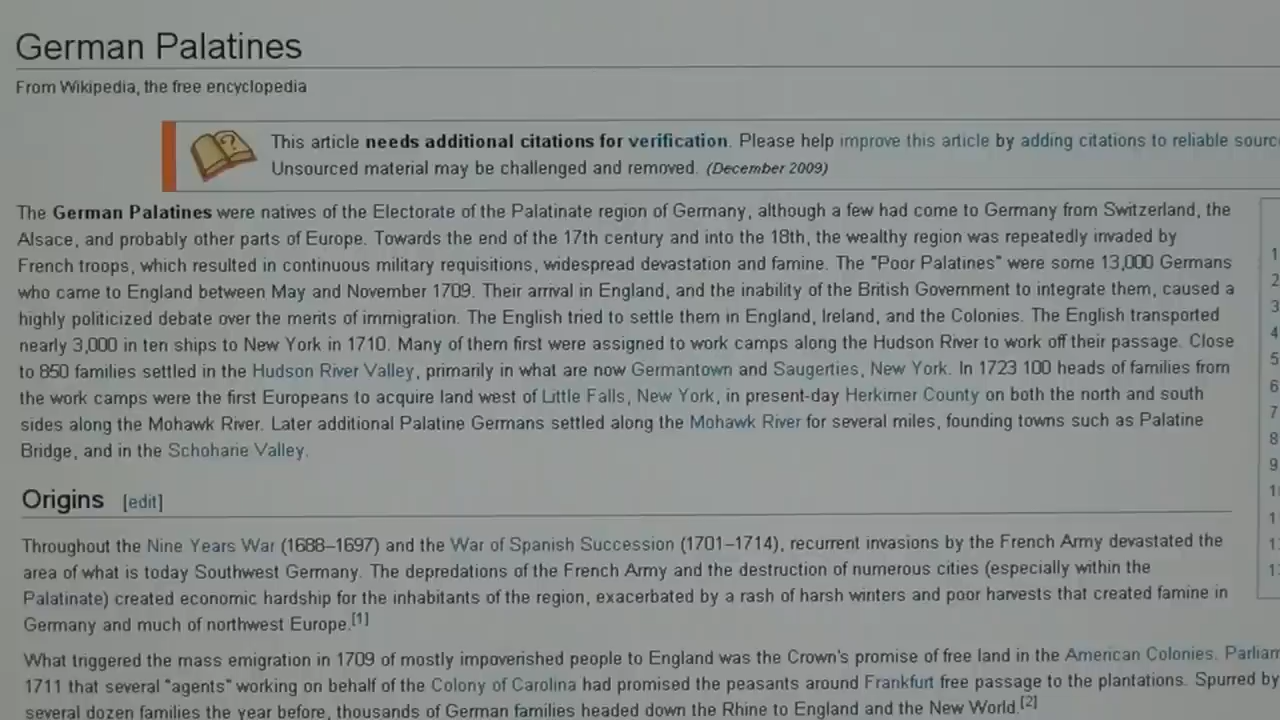 German Palatines
From Wikipedia, the free encyclopedia
This article needs additional citations for verification. Please help improve this article by adding citations to reliable sourc
Unsourced material may be challenged and removed. (December 2009)
The German Palatines were natives of the Electorate of the Palatinate region of Germany, although a few had come to Germany from Switzerland, the
Alsace, and probably other parts of Europe. Towards the end of the 17th century and into the 18th, the wealthy region was repeatedly invaded by
French troops, which resulted in continuous military requisitions, widespread devastation and famine. The "Poor Palatines" were some 13,000 Germans
who came to England between May and November 1709. Their arrival in England, and the inability of the British Government to integrate them, caused a
highly politicized debate over the merits of immigration. The English tried to settle them in England, Ireland, and the Colonies. The English transported
nearly 3,000 in ten ships to New York in 1710. Many of them first were assigned to work camps along the Hudson River to work off their passage. Close
to 850 families settled in the Hudson River Valley, primarily in what are now Germantown and Saugerties, New York. In 1723 100 heads of families from
the work camps were the first Europeans to acquire land west of Little Falls, New York, in present-day Herkimer County on both the north and south
sides along the Mohawk River. Later additional Palatine Germans settled along the Mohawk River for several miles, founding towns such as Palatine
Bridge, and in the Schoharie Valley.
Origins [edit]
Throughout the Nine Years War (1688–1697) and the War of Spanish Succession (1701–1714), recurrent invasions by the French Army devastated the
area of what is today Southwest Germany. The depredations of the French Army and the destruction of numerous cities (especially within the
Palatinate) created economic hardship for the inhabitants of the region, exacerbated by a rash of harsh winters and poor harvests that created famine in
Germany and much of northwest Europe.[1]
What triggered the mass emigration in 1709 of mostly impoverished people to England was the Crown's promise of free land in the American Colonies. Parliam
1711 that several "agents" working on behalf of the Colony of Carolina had promised the peasants around Frankfurt free passage to the plantations. Spurred by
several dozen families the year before, thousands of German families headed down the Rhine to England and the New World.[2]
1
2
3
4
5
6
7
8
9